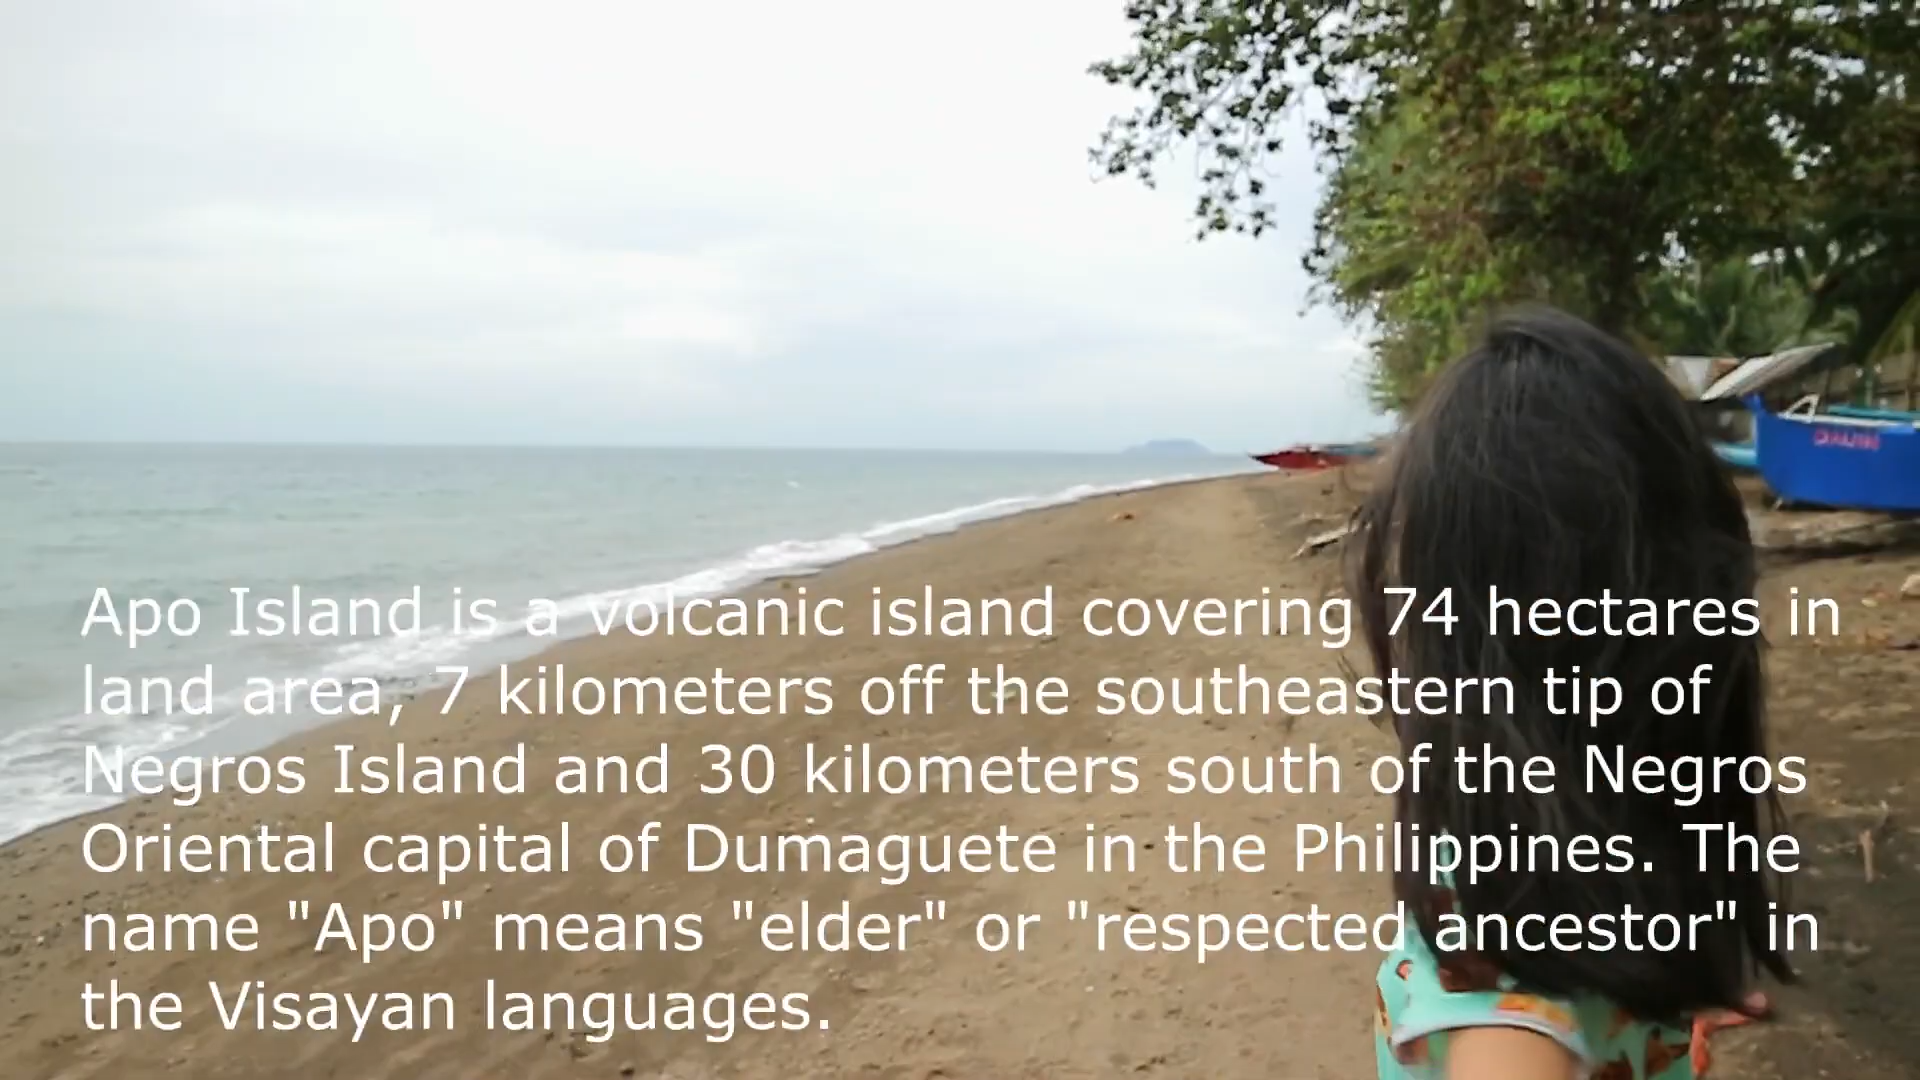 Apo Island is a volcanic island covering 74 hectares in
land area, 7 kilometers off the southeastern tip of
Negros Island and 30 kilometers south of the Negros
Oriental capital of Dumaguete in the Philippines. The
name "Apo" means "elder" or "respected ancestor" in
the Visayan languages.